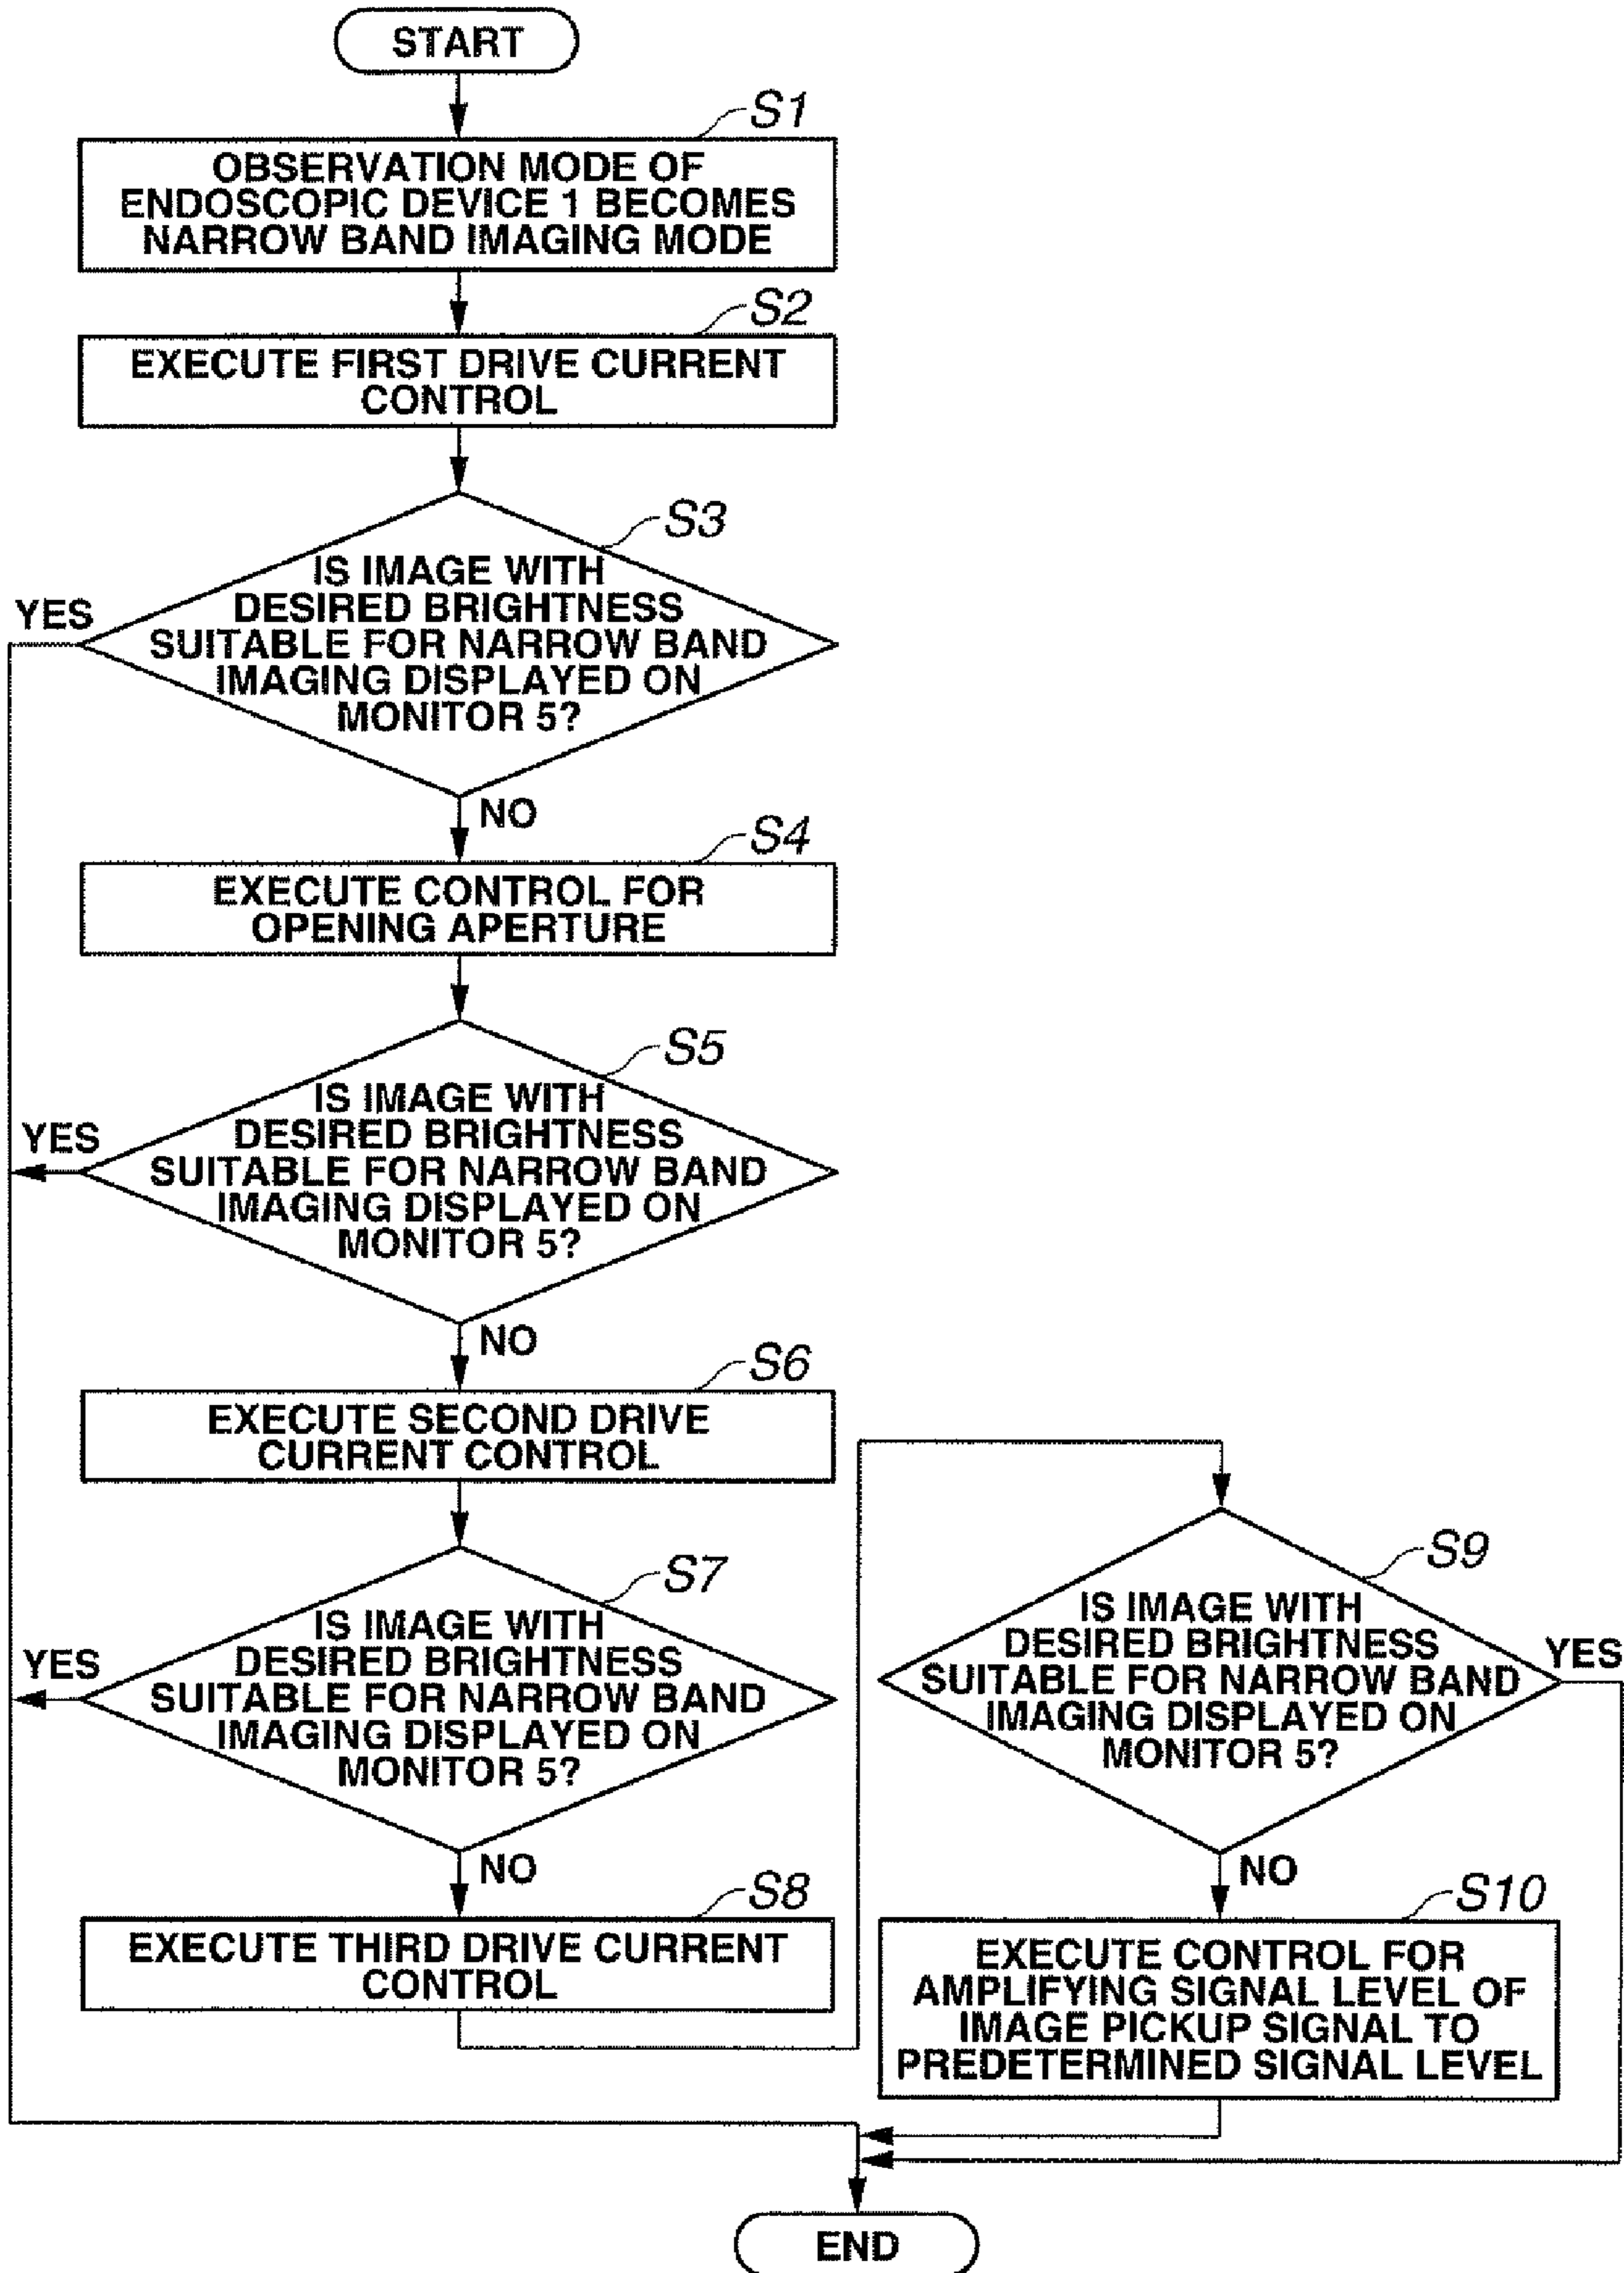 START
S1
OBSERVATION MODE OF
ENDOSCOPIC DEVICE 1 BECOMES
NARROW BAND IMAGING MODE
S2
EXECUTE FIRST DRIVE CURRENT
CONTROL
S3
IS IMAGE WITH
DESIRED BRIGHTNESS
SUITABLE FOR NARROW BAND
IMAGING DISPLAYED ON
MONITOR 5?
YES
NO
S4
EXECUTE CONTROL FOR
OPENING APERTURE
S5
IS IMAGE WITH
DESIRED BRIGHTNESS
SUITABLE FOR NARROW BAND
IMAGING DISPLAYED ON
MONITOR 5?
YES
NO
S6
EXECUTE SECOND DRIVE
CURRENT CONTROL
S7
IS IMAGE WITH
DESIRED BRIGHTNESS
SUITABLE FOR NARROW BAND
IMAGING DISPLAYED ON
MONITOR 5?
YES
NO
S8
EXECUTE THIRD DRIVE CURRENT
CONTROL
S9
IS IMAGE WITH
DESIRED BRIGHTNESS
SUITABLE FOR NARROW BAND
IMAGING DISPLAYED ON
MONITOR 5?
YES
NO
S10
EXECUTE CONTROL FOR
AMPLIFYING SIGNAL LEVEL OF
IMAGE PICKUP SIGNAL TO
PREDETERMINED SIGNAL LEVEL
END